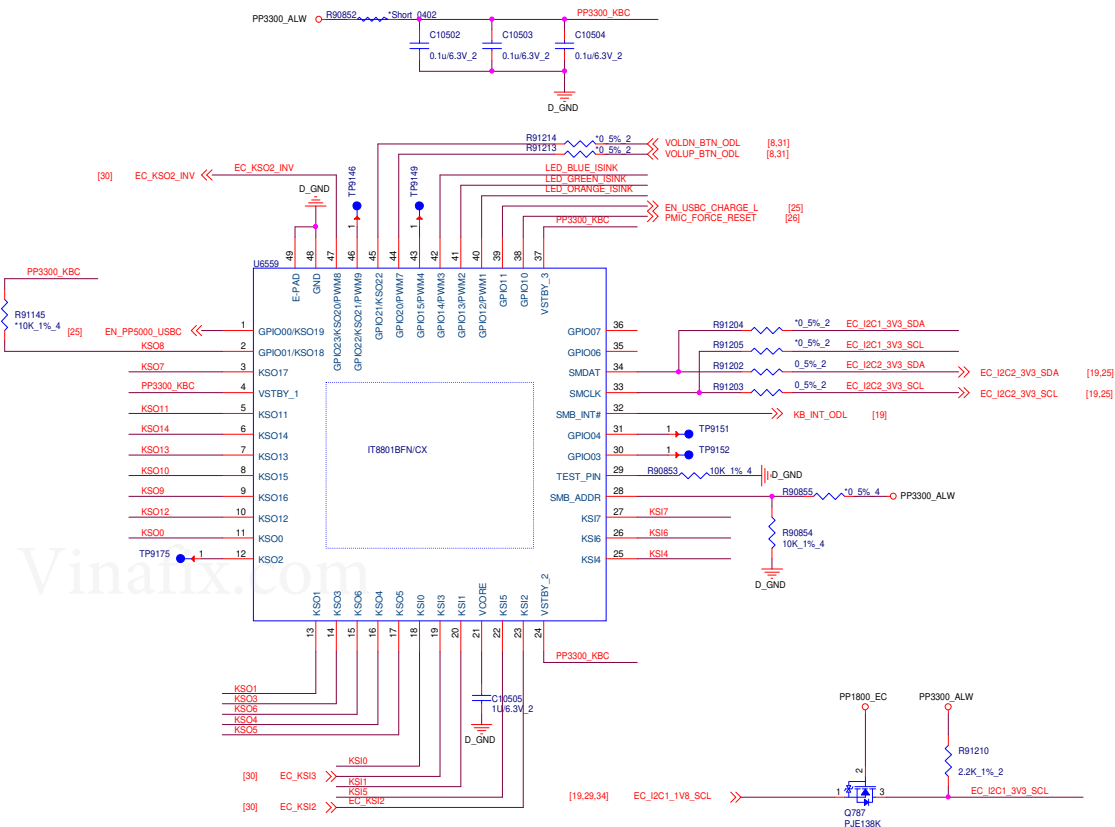 PP3300_ALW R90852 *Short_0402 PP3300_KBC
C10502 C10503 C10504
0.1u/6.3V_2 0.1u/6.3V_2 0.1u/6.3V_2
D_GND
R91214 *0_5%_2 VOLDN_BTN_ODL [8,31]
R91213 *0_5%_2 VOLUP_BTN_ODL [8,31]
[30] EC_KSO2_INV EC_KSO2_INV
LED_BLUE_ISINK
LED_GREEN_ISINK
LED_ORANGE_ISINK
D_GND TP9146 TP9149
1 1
EN_USBC_CHARGE_L [25]
PMIC_FORCE_RESET [26]
PP3300_KBC
49 48 47 46 45 44 43 42 41 40 39 38 37
U6559
E-PAD
GND
GPIO23/KSO20/PWM8
GPIO22/KSO21/PWM9
GPIO21/KSO22
GPIO20/PWM7
GPIO15/PWM4
GPIO14/PWM3
GPIO13/PWM2
GPIO12/PWM1
GPIO11
GPIO10
VSTBY_3
PP3300_KBC
R91145
*10K_1%_4
[25] EN_PP5000_USBC 1 GPIO00/KSO19
KSO8 2 GPIO01/KSO18
KSO7 3 KSO17
PP3300_KBC 4 VSTBY_1
KSO11 5 KSO11
KSO14 6 KSO14
KSO13 7 KSO13
KSO10 8 KSO15
KSO9 9 KSO16
KSO12 10 KSO12
KSO0 11 KSO0
TP9175 1 12 KSO2
IT8801BFN/CX
GPIO07 36 R91204 *0_5%_2 EC_I2C1_3V3_SDA
GPIO06 35 R91205 *0_5%_2 EC_I2C1_3V3_SCL
SMDAT 34 R91202 0_5%_2 EC_I2C2_3V3_SDA EC_I2C2_3V3_SDA [19,25]
SMCLK 33 R91203 0_5%_2 EC_I2C2_3V3_SCL EC_I2C2_3V3_SCL [19,25]
SMB_INT# 32 KB_INT_ODL [19]
GPIO04 31 1 TP9151
GPIO03 30 1 TP9152
TEST_PIN 29 R90853 10K_1%_4 D_GND
SMB_ADDR 28 R90855 *0_5%_4 PP3300_ALW
KSI7 27 KSI7
KSI6 26 KSI6
KSI4 25 KSI4
R90854
10K_1%_4
D_GND
Vinafix.com
KSO1
KSO3
KSO6
KSO4
KSO5
KSI0
KSI3
KSI1
VCORE
KSI5
KSI2
VSTBY_2
13 14 15 16 17 18 19 20 21 22 23 24
PP3300_KBC
KSO1
KSO3
KSO6
KSO4
KSO5
C10505
1U/6.3V_2
D_GND
KSI0
[30] EC_KSI3
KSI1
KSI5
[30] EC_KSI2 EC_KSI2
PP1800_EC PP3300_ALW
R91210
2.2K_1%_2
2
[19,29,34] EC_I2C1_1V8_SCL 1 3 EC_I2C1_3V3_SCL
Q787
PJE138K